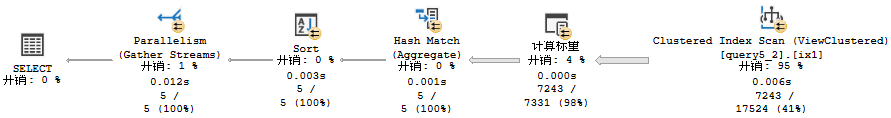 SELECT
开销: 0 %
Parallelism
(Gather Streams)
开销: 1 %
0.012s
5 /
5 (100%)
Sort
开销: 0 %
0.003s
5 /
5 (100%)
Hash Match
(Aggregate)
开销: 0 %
0.001s
5 /
5 (100%)
计算标量
开销: 4 %
0.000s
7243 /
7331 (98%)
Clustered Index Scan (ViewClustered)
[query5_2].[ix1]
开销: 95 %
0.006s
7243 /
17524 (41%)